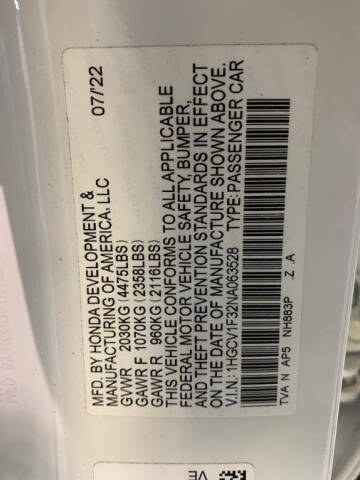 MFD. BY HONDA DEVELOPMENT & 07/22
MANUFACTURING OF AMERICA, LLC
GVWR 2030KG (4475LBS)
GAWR F 1070KG (2358LBS)
GAWR R 960KG (2116LBS)
THIS VEHICLE CONFORMS TO ALL APPLICABLE
FEDERAL MOTOR VEHICLE SAFETY, BUMPER,
AND THEFT PREVENTION STANDARDS IN EFFECT
ON THE DATE OF MANUFACTURE SHOWN ABOVE.
V.I.N.: 1HGCV1F32NA063528 TYPE: PASSENGER CAR
TVA N AP5 NH883P .Z .A
VE